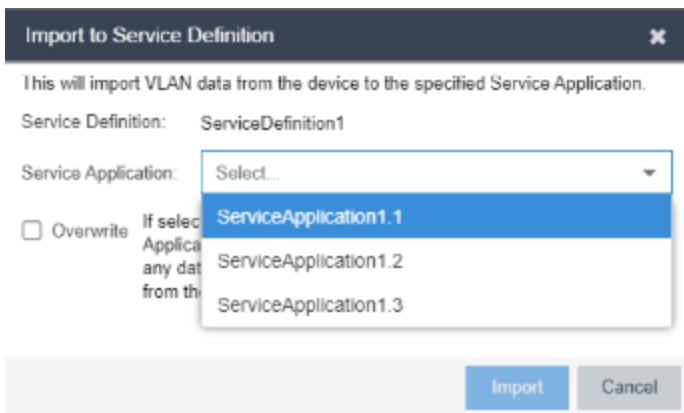 Import to Service Definition
This will import VLAN data from the device to the specified Service Application.
Service Definition: ServiceDefinition1
Service Application: Select...
Overwrite If selec
ServiceApplication1.1
Applica
any dat
ServiceApplication1.2
from th
ServiceApplication1.3
Import Cancel